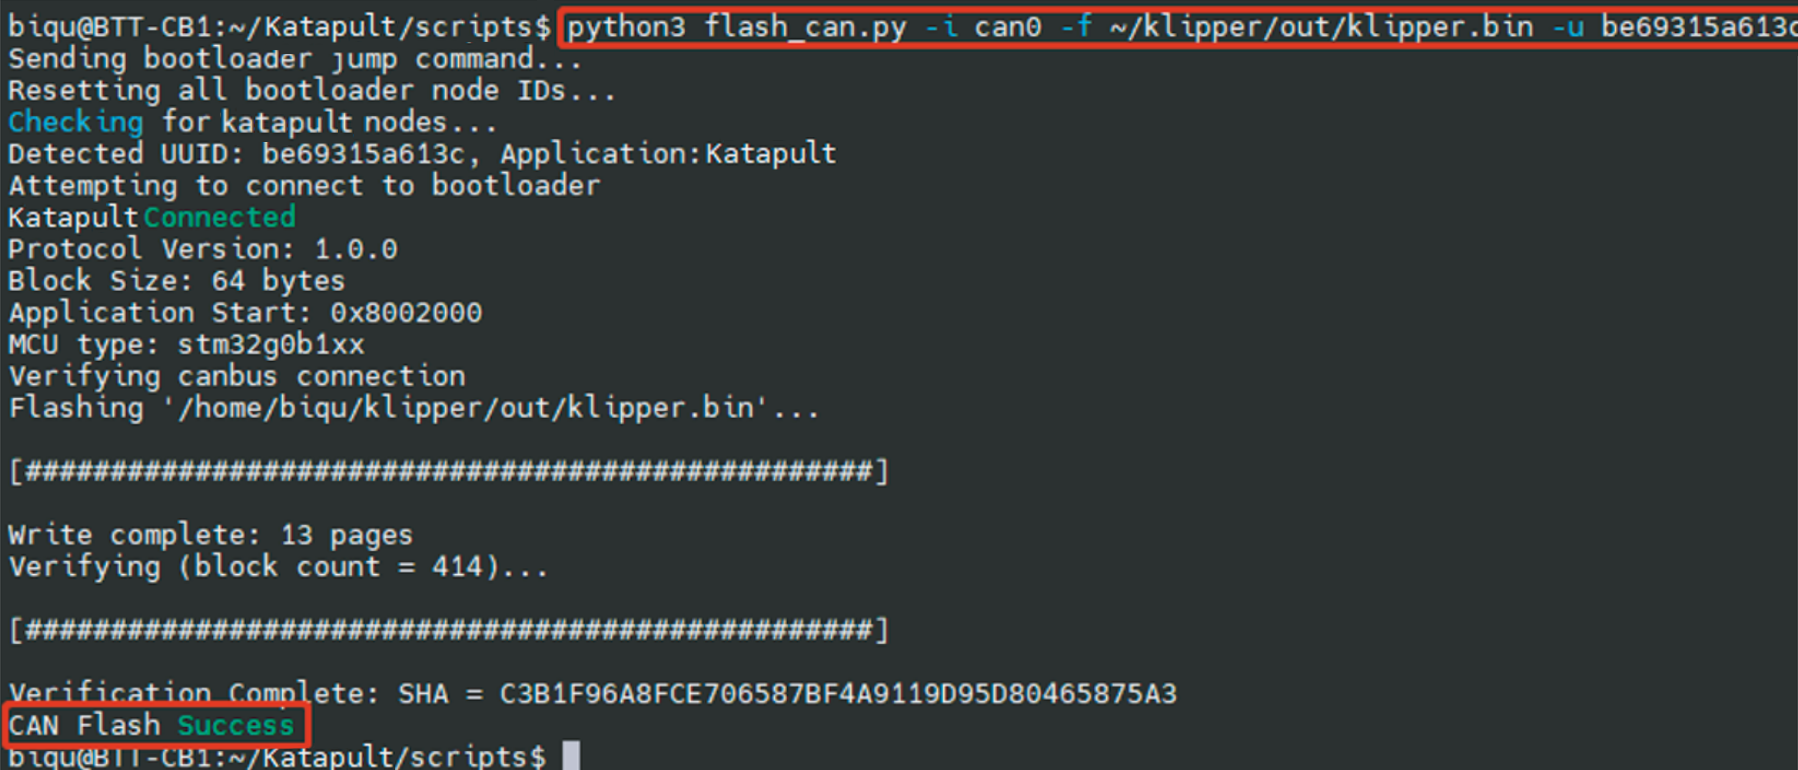 biqu@BTT-CB1:~/Katapult/scripts$ python3 flash_can.py -i can0 -f ~/klipper/out/klipper.bin -u be69315a613c
Sending bootloader jump command...
Resetting all bootloader node IDs...
Checking for katapult nodes...
Detected UUID: be69315a613c, Application:Katapult
Attempting to connect to bootloader
Katapult Connected
Protocol Version: 1.0.0
Block Size: 64 bytes
Application Start: 0x8002000
MCU type: stm32g0b1xx
Verifying canbus connection
Flashing '/home/biqu/klipper/out/klipper.bin'...
[##################################################]
Write complete: 13 pages
Verifying (block count = 414)...
[##################################################]
Verification Complete: SHA = C3B1F96A8FCE706587BF4A9119D95D80465875A3
CAN Flash Success
biqu@BTT-CB1:~/Katapult/scripts$